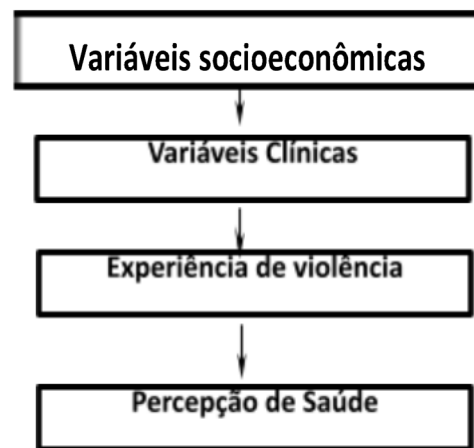 Variáveis socioeconômicas
Variáveis Clínicas
Experiência de violência
Percepção de Saúde